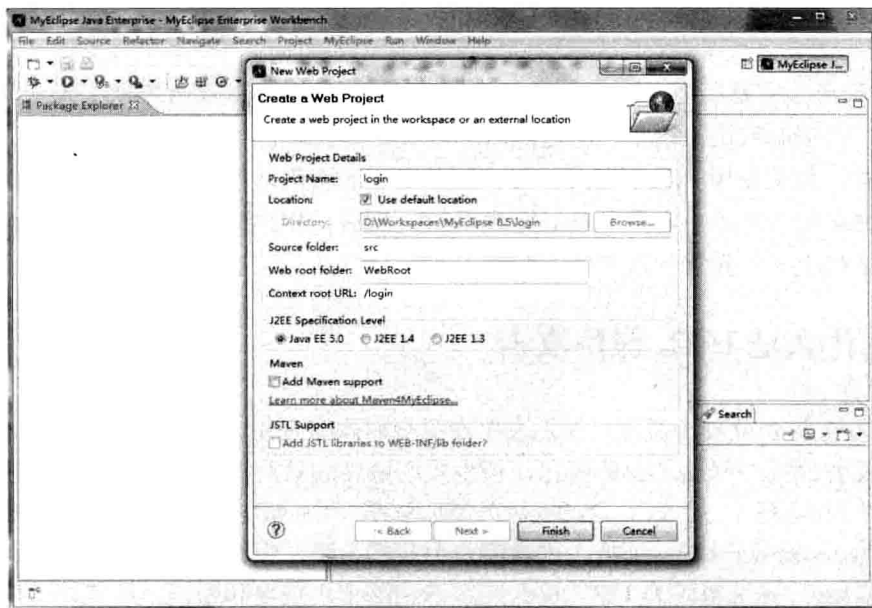 MyEclipse Java Enterprise - MyEclipse Enterprise Workbench
File Edit Source Refactor Navigate Search Project MyEclipse Run Window Help
MyEclipse J...
Package Explorer
New Web Project
Create a Web Project
Create a web project in the workspace or an external location
Web Project Details
Project Name: login
Location: Use default location
Directory: D:\Workspaces\MyEclipse 8.5\login Browse...
Source folder: src
Web root folder: WebRoot
Context root URL: /login
J2EE Specification Level
Java EE 5.0 J2EE 1.4 J2EE 1.3
Maven
Add Maven support
Learn more about Maven4MyEclipse...
JSTL Support
Add JSTL libraries to WEB-INF/lib folder?
Search
< Back Next > Finish Cancel